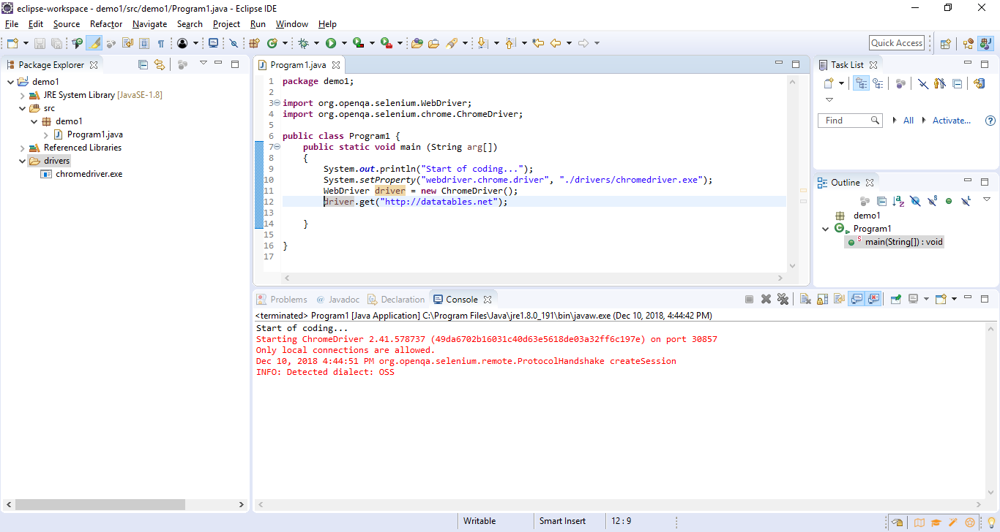 eclipse-workspace - demo1/src/demo1/Program1.java - Eclipse IDE
File Edit Source Refactor Navigate Search Project Run Window Help
Quick Access
Package Explorer
demo1
JRE System Library [JavaSE-1.8]
src
demo1
Program1.java
Referenced Libraries
drivers
chromedriver.exe
Program1.java
1 package demo1;
2
3 import org.openqa.selenium.WebDriver;
4 import org.openqa.selenium.chrome.ChromeDriver;
5
6 public class Program1 {
7 public static void main (String arg[])
8 {
9 System.out.println("Start of coding...");
10 System.setProperty("webdriver.chrome.driver", "./drivers/chromedriver.exe");
11 WebDriver driver = new ChromeDriver();
12 driver.get("http://datatables.net");
13
14 }
15
16 }
17
Task List
Find All Activate...
Outline
demo1
Program1
main(String[]) : void
Problems @ Javadoc Declaration Console
<terminated> Program1 [Java Application] C:\Program Files\Java\jre1.8.0_191\bin\javaw.exe (Dec 10, 2018, 4:44:42 PM)
Start of coding...
Starting ChromeDriver 2.41.578737 (49da6702b16031c40d63e5618de03a32ff6c197e) on port 30857
Only local connections are allowed.
Dec 10, 2018 4:44:51 PM org.openqa.selenium.remote.ProtocolHandshake createSession
INFO: Detected dialect: OSS
Writable Smart Insert 12 : 9